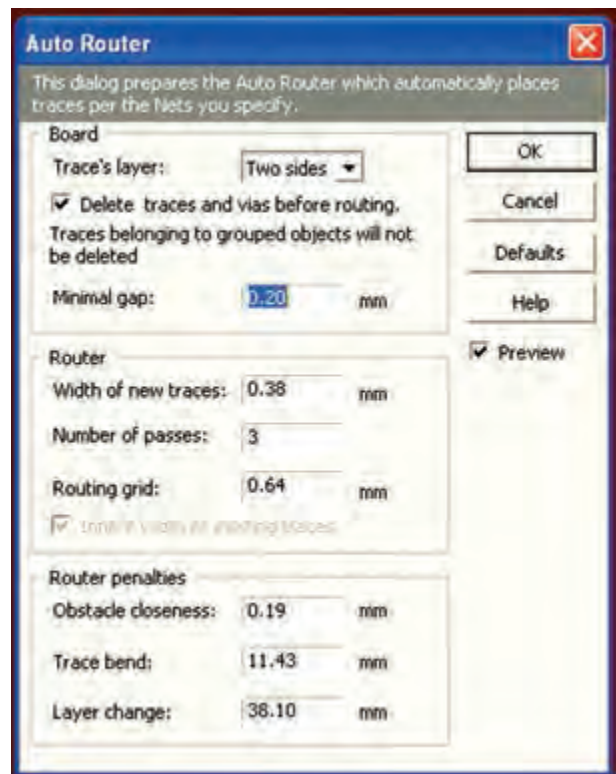 Auto Router
This dialog prepares the Auto Router which automatically places
traces per the Nets you specify.
Board
Trace's layer: Two sides
Delete traces and vias before routing.
Traces belonging to grouped objects will not
be deleted
Minimal gap: 0.20 mm
OK
Cancel
Defaults
Help
Preview
Router
Width of new traces: 0.38 mm
Number of passes: 3
Routing grid: 0.64 mm
width of existing traces
Router penalties
Obstacle closeness: 0.19 mm
Trace bend: 11.43 mm
Layer change: 38.10 mm